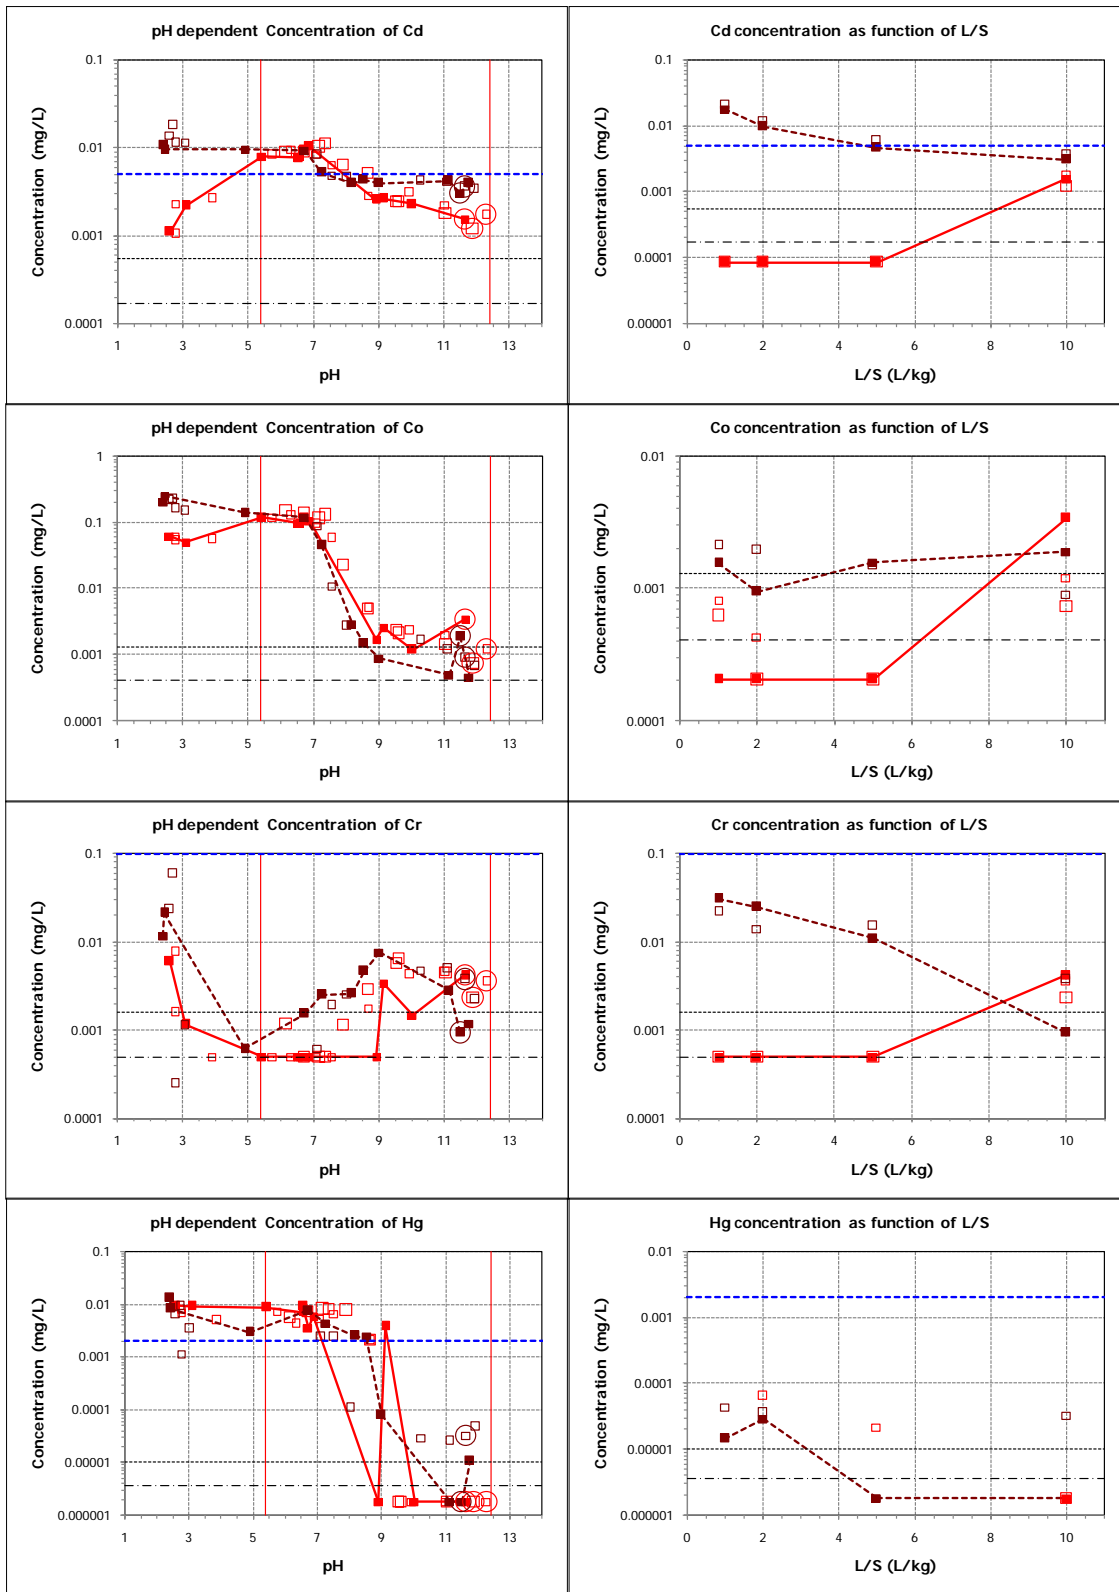 pH dependent Concentration of Cd
0.1
0.01
0.001
0.0001
Concentration (mg/L)
1 3 5 7 9 11 13
pH
Cd concentration as function of L/S
0.1
0.01
0.001
0.0001
0.00001
Concentration (mg/L)
0 2 4 6 8 10
L/S (L/kg)
pH dependent Concentration of Co
1
0.1
0.01
0.001
0.0001
Concentration (mg/L)
1 3 5 7 9 11 13
pH
Co concentration as function of L/S
0.01
0.001
0.0001
Concentration (mg/L)
0 2 4 6 8 10
L/S (L/kg)
pH dependent Concentration of Cr
0.1
0.01
0.001
0.0001
Concentration (mg/L)
1 3 5 7 9 11 13
pH
Cr concentration as function of L/S
0.1
0.01
0.001
0.0001
Concentration (mg/L)
0 2 4 6 8 10
L/S (L/kg)
pH dependent Concentration of Hg
0.1
0.01
0.001
0.0001
0.00001
0.000001
Concentration (mg/L)
1 3 5 7 9 11 13
pH
Hg concentration as function of L/S
0.01
0.001
0.0001
0.00001
0.000001
Concentration (mg/L)
0 2 4 6 8 10
L/S (L/kg)